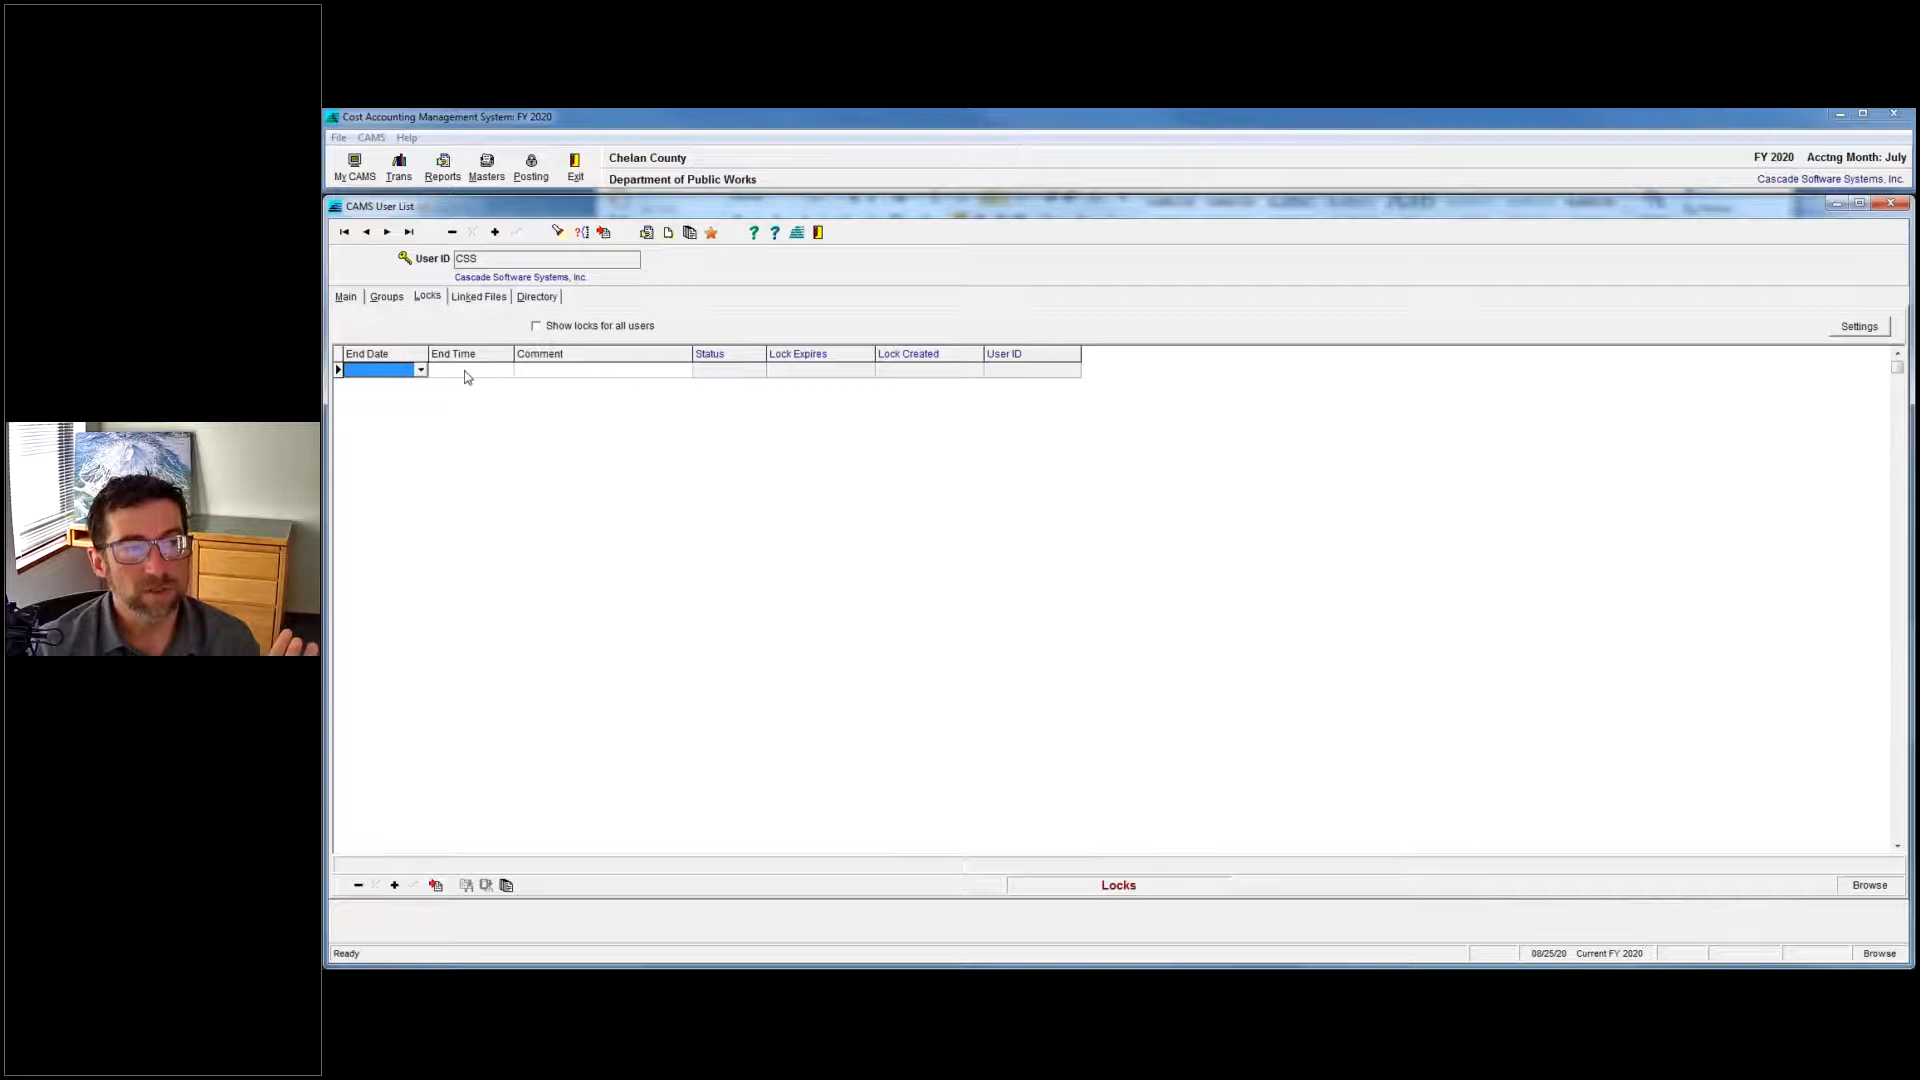 Cost Accounting Management System: FY 2020
File CAMS Help
My CAMS Trans Reports Masters Posting Exit
Chelan County
Department of Public Works
FY 2020 Acctng Month: July
Cascade Software Systems, Inc.
CAMS User List
User ID CSS
Cascade Software Systems, Inc.
Main Groups Locks Linked Files Directory
Show locks for all users
Settings
End Date End Time Comment Status Lock Expires Lock Created User ID
Locks
Browse
Ready
08/25/20 Current FY 2020
Browse